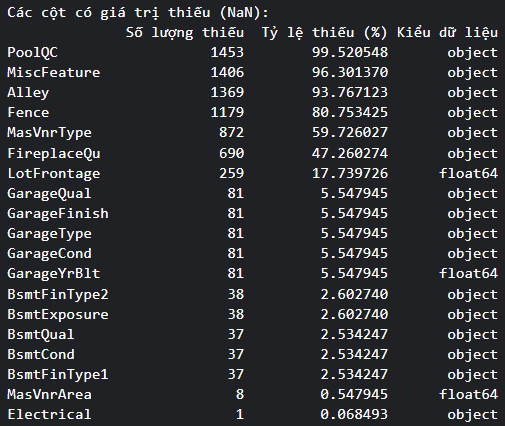 Các cột có giá trị thiếu (NaN):
Số lượng thiếu Tỷ lệ thiếu (%) Kiểu dữ liệu
PoolQC 1453 99.520548 object
MiscFeature 1406 96.301370 object
Alley 1369 93.767123 object
Fence 1179 80.753425 object
MasVnrType 872 59.726027 object
FireplaceQu 690 47.260274 object
LotFrontage 259 17.739726 float64
GarageQual 81 5.547945 object
GarageFinish 81 5.547945 object
GarageType 81 5.547945 object
GarageCond 81 5.547945 object
GarageYrBlt 81 5.547945 float64
BsmtFinType2 38 2.602740 object
BsmtExposure 38 2.602740 object
BsmtQual 37 2.534247 object
BsmtCond 37 2.534247 object
BsmtFinType1 37 2.534247 object
MasVnrArea 8 0.547945 float64
Electrical 1 0.068493 object